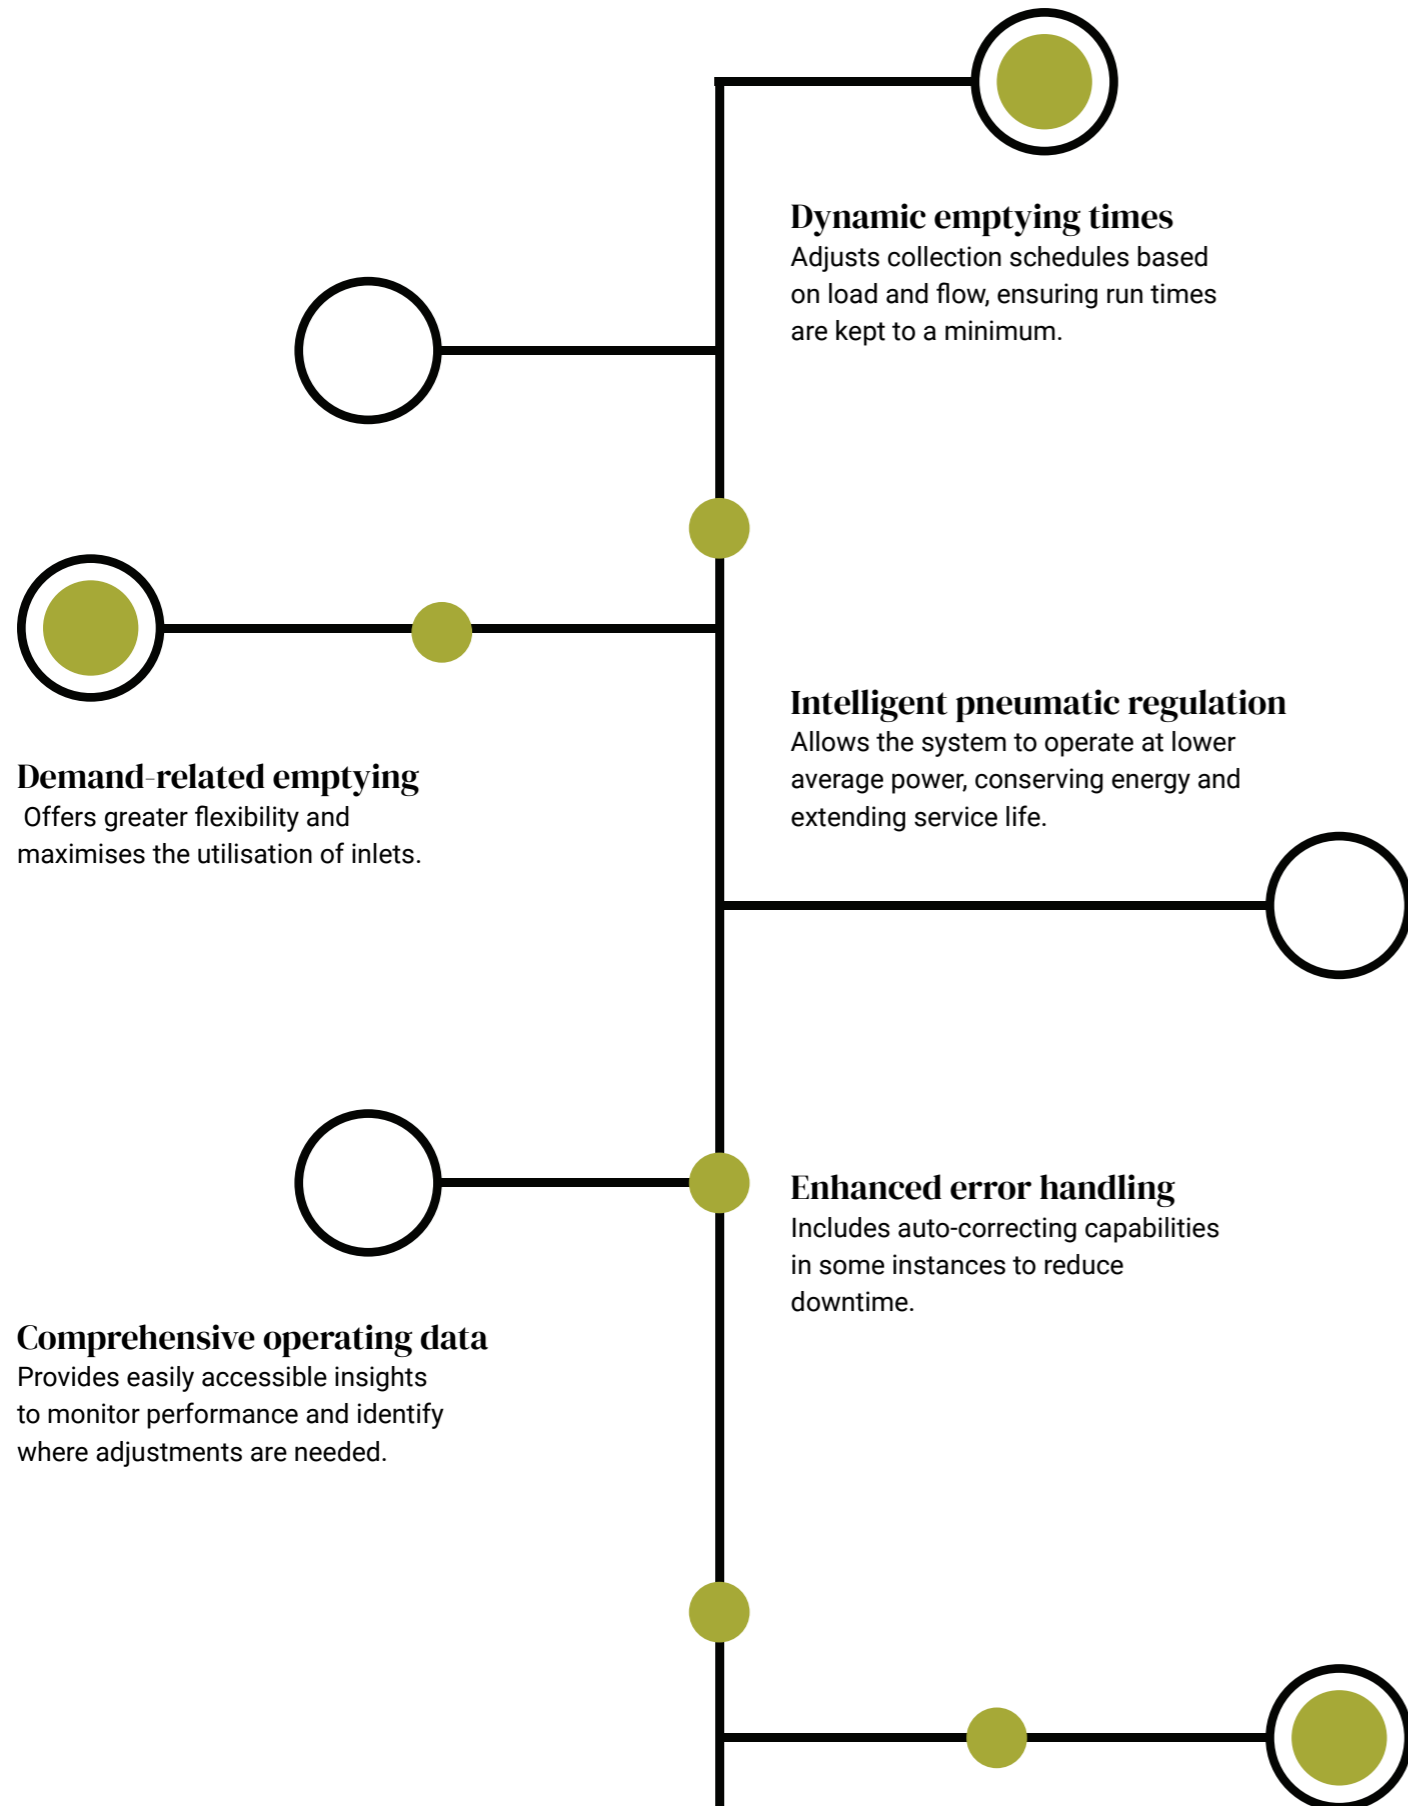 Dynamic emptying times
Adjusts collection schedules based
on load and flow, ensuring run times
are kept to a minimum.
Demand-related emptying
Offers greater flexibility and
maximises the utilisation of inlets.
Intelligent pneumatic regulation
Allows the system to operate at lower
average power, conserving energy and
extending service life.
Enhanced error handling
Includes auto-correcting capabilities
in some instances to reduce
downtime.
Comprehensive operating data
Provides easily accessible insights
to monitor performance and identify
where adjustments are needed.